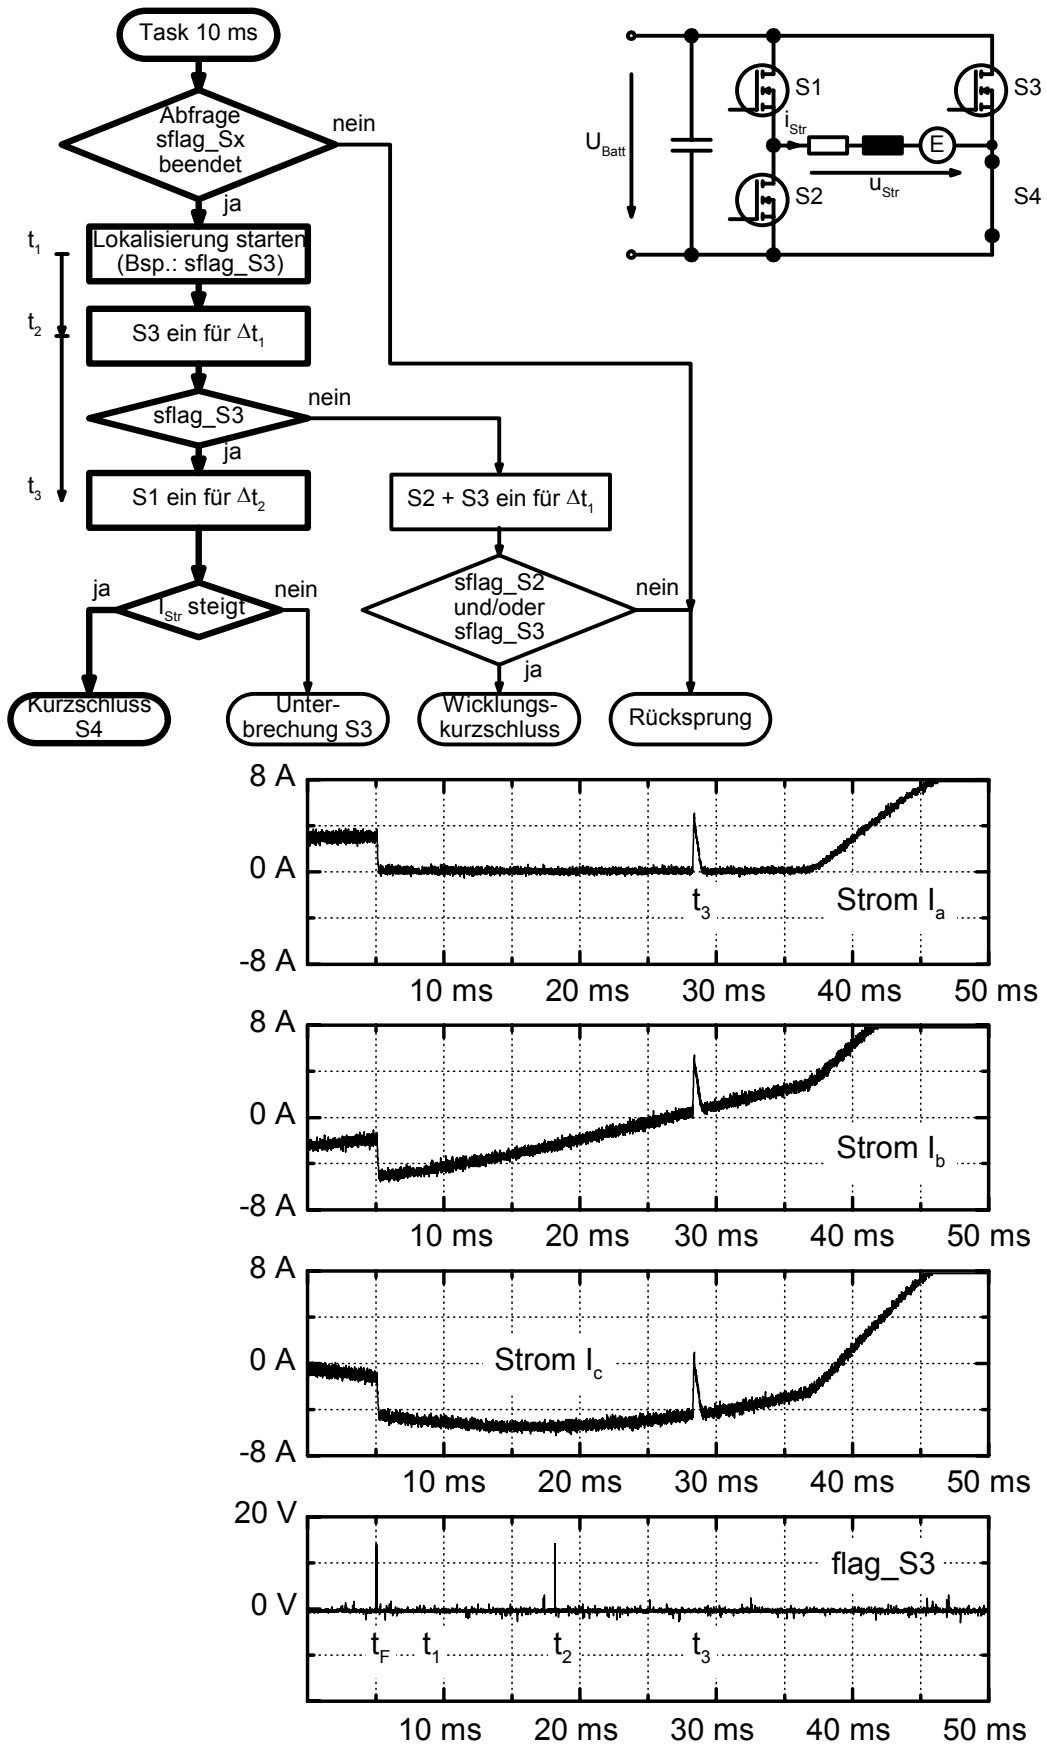 Task 10 ms
Abfrage
sflag_Sx
beendet
nein
ja
t1
Lokalisierung starten
(Bsp.: sflag_S3)
t2
S3 ein für Δt1
sflag_S3
nein
ja
t3
S1 ein für Δt2
S2 + S3 ein für Δt1
ja
IStr steigt
nein
sflag_S2
und/oder
sflag_S3
nein
ja
Kurzschluss
S4
Unter-
brechung S3
Wicklungs-
kurzschluss
Rücksprung
UBatt
S1
S3
iStr
E
uStr
S2
S4
8 A
0 A
-8 A
t3
Strom Ia
10 ms 20 ms 30 ms 40 ms 50 ms
8 A
0 A
-8 A
Strom Ib
10 ms 20 ms 30 ms 40 ms 50 ms
8 A
0 A
-8 A
Strom Ic
10 ms 20 ms 30 ms 40 ms 50 ms
20 V
0 V
flag_S3
tF t1 t2 t3
10 ms 20 ms 30 ms 40 ms 50 ms